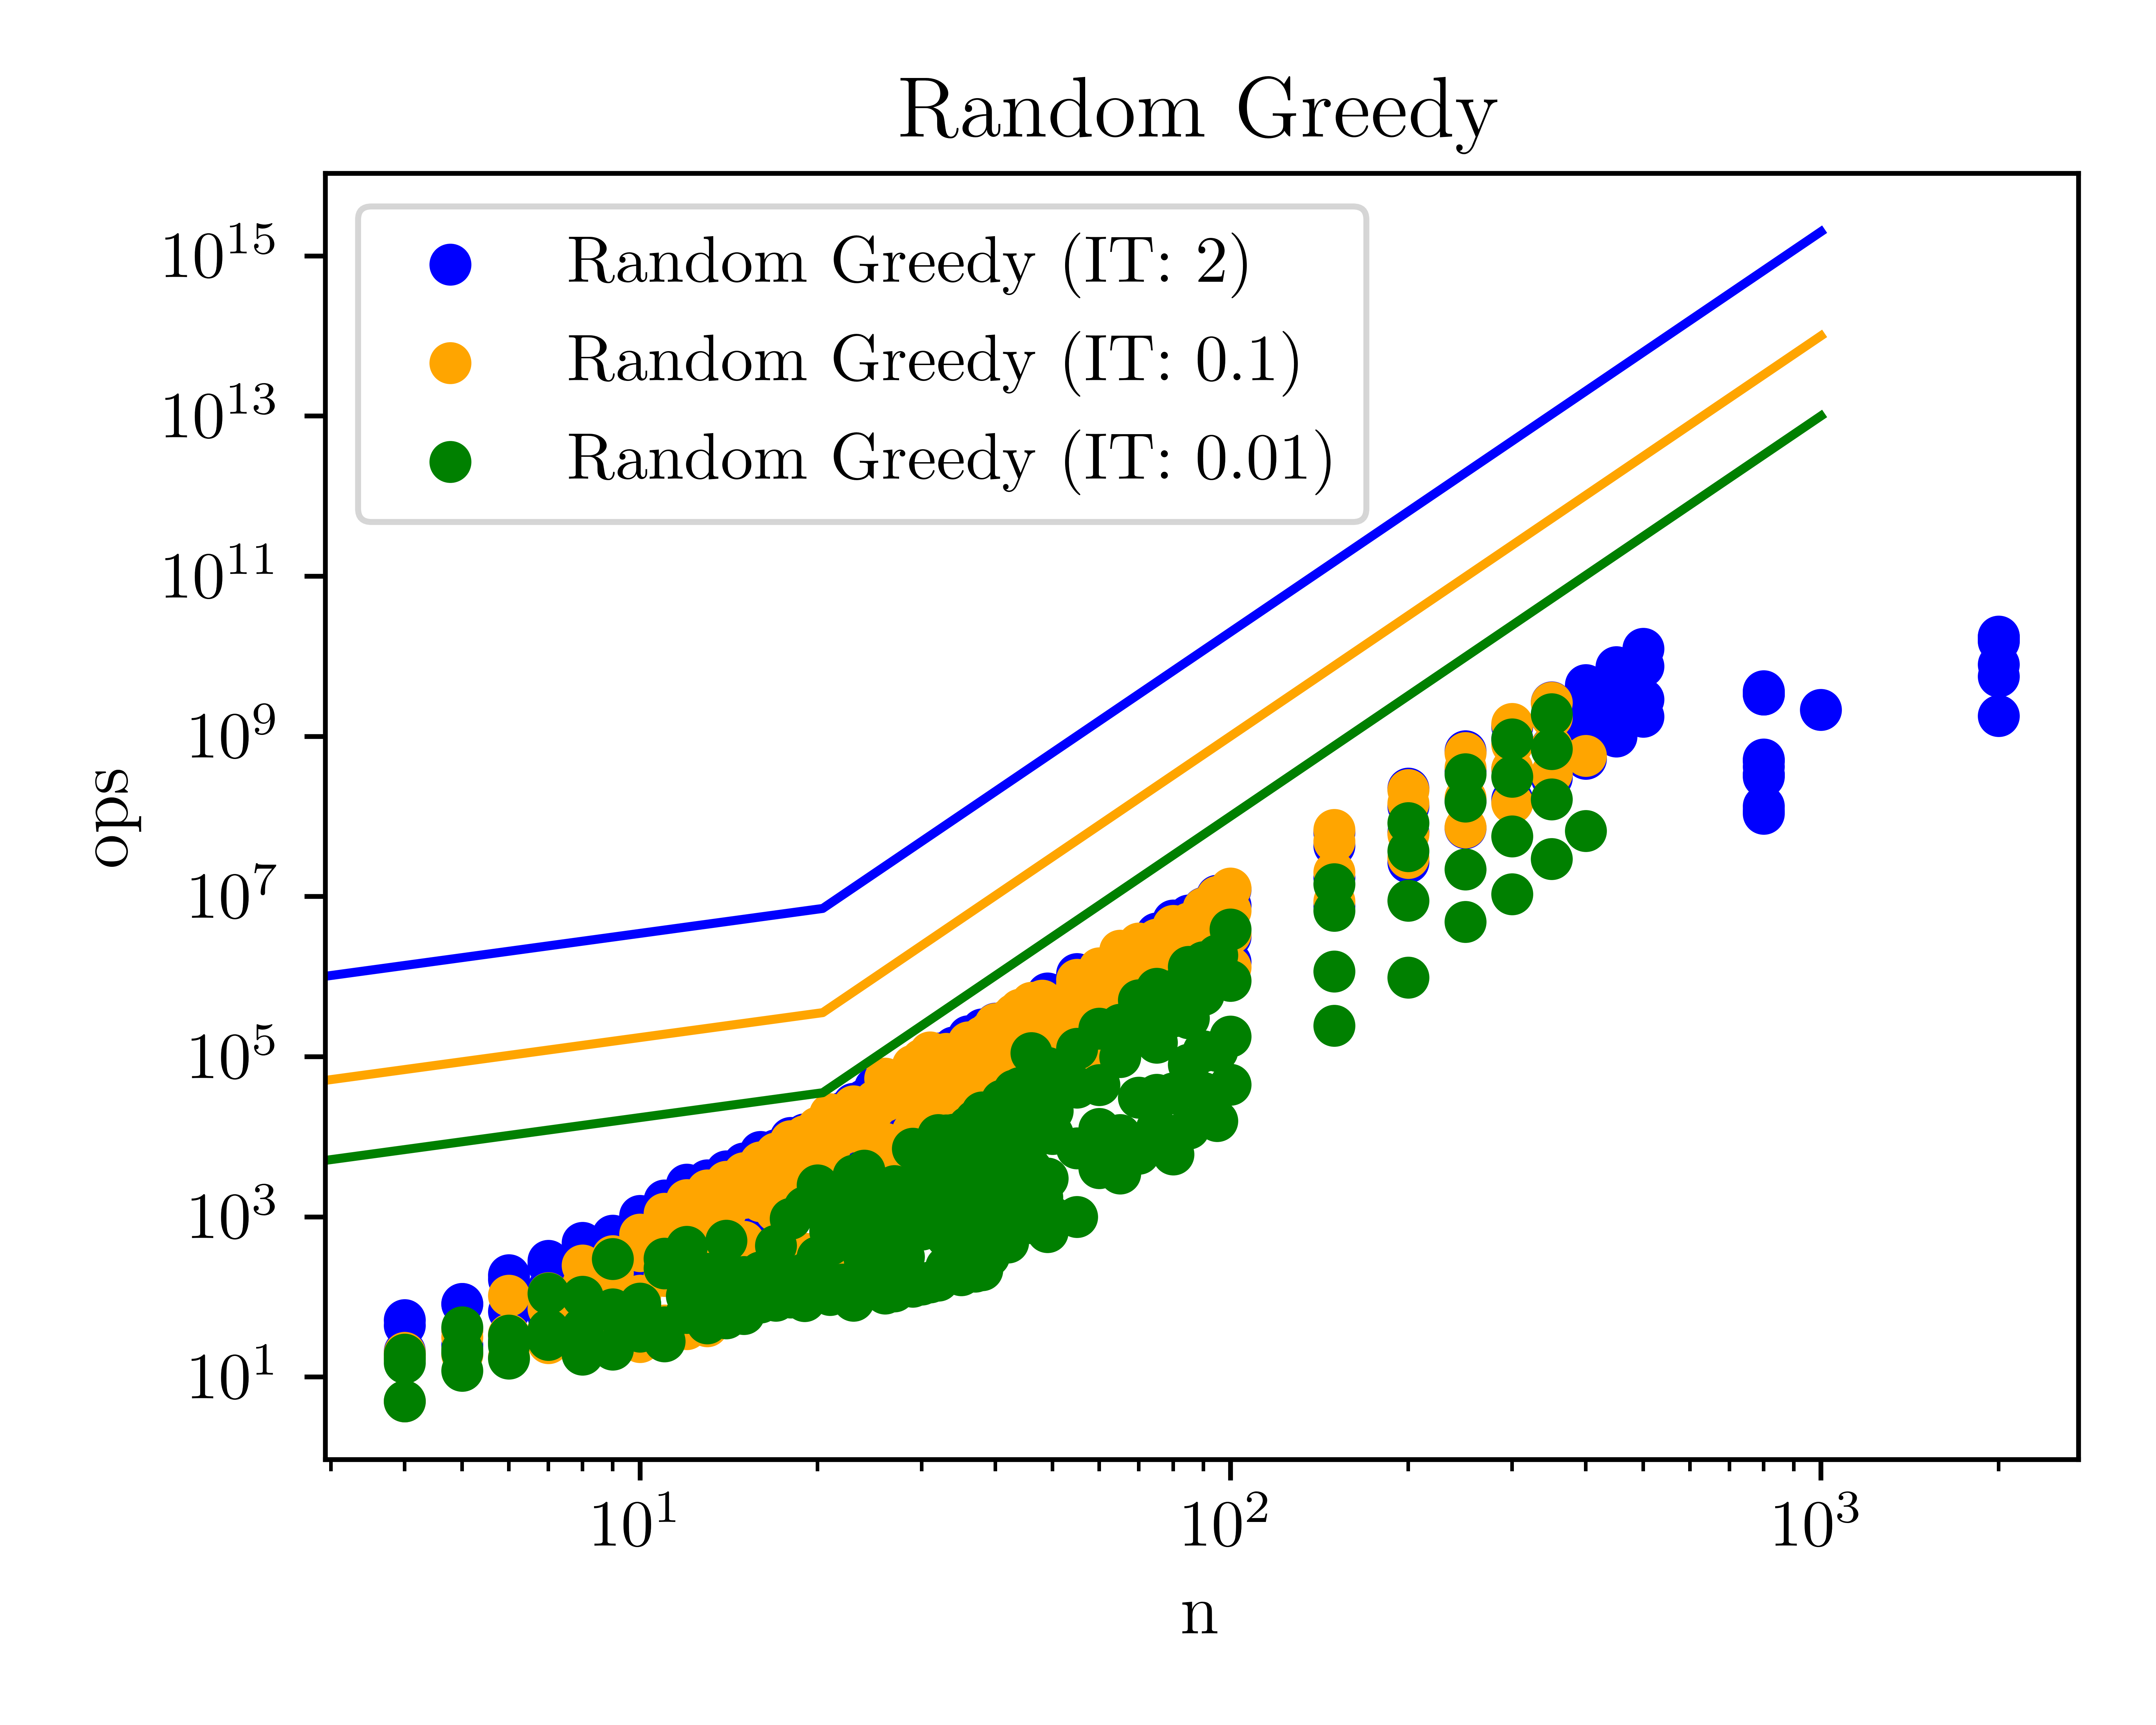 Random Greedy
Random Greedy (IT: 2)
Random Greedy (IT: 0.1)
Random Greedy (IT: 0.01)
10^15
10^13
10^11
10^9
10^7
10^5
10^3
10^1
ops
10^1 10^2 10^3
n